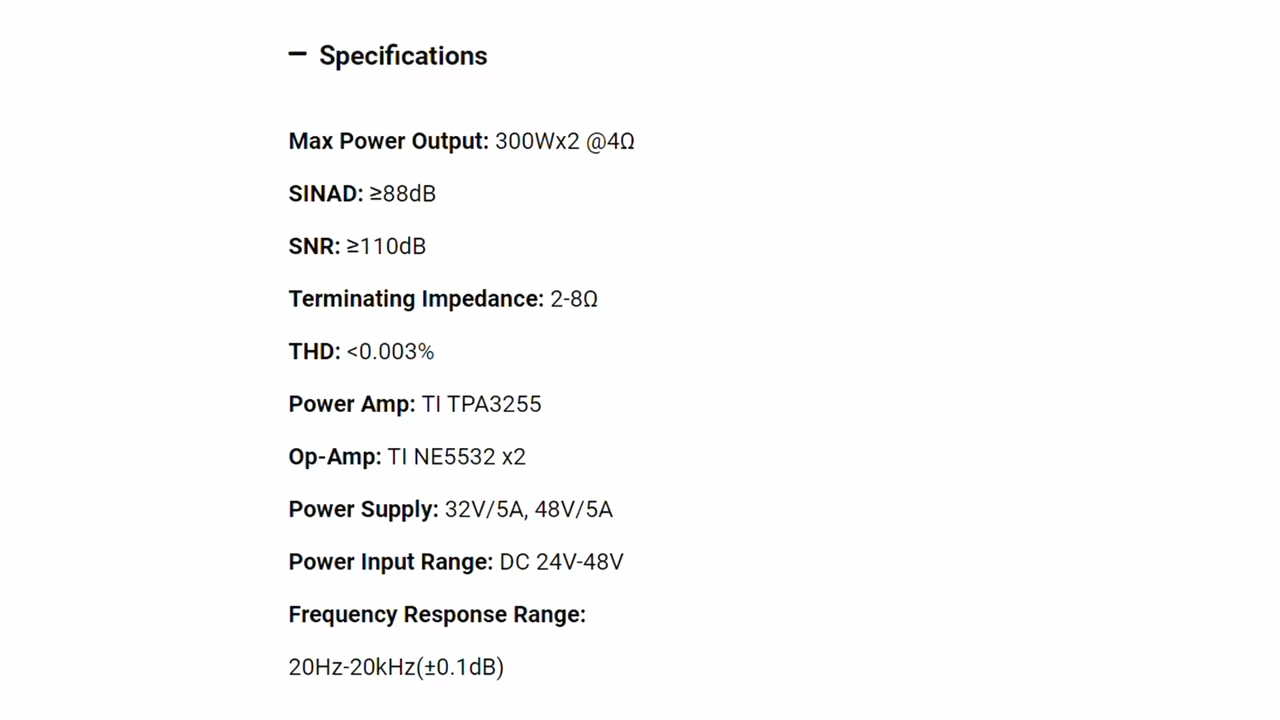 – Specifications
Max Power Output: 300Wx2 @4Ω
SINAD: ≥88dB
SNR: ≥110dB
Terminating Impedance: 2-8Ω
THD: <0.003%
Power Amp: TI TPA3255
Op-Amp: TI NE5532 x2
Power Supply: 32V/5A, 48V/5A
Power Input Range: DC 24V-48V
Frequency Response Range:
20Hz-20kHz(±0.1dB)